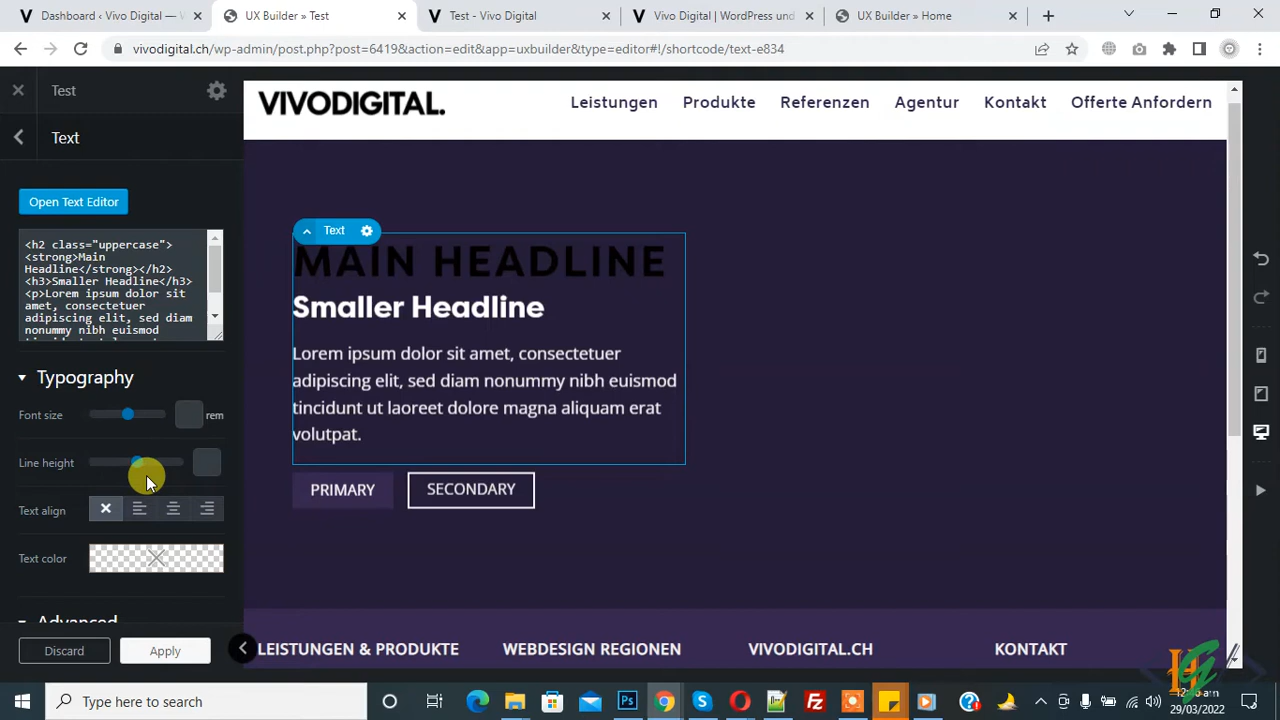 Dashboard ‹ Vivo Digital — W
UX Builder » Test
Test - Vivo Digital
Vivo Digital | WordPress und
UX Builder » Home
vivodigital.ch/wp-admin/post.php?post=6419&action=edit&app=uxbuilder&type=editor#!/shortcode/text-e834
Test
Text
Open Text Editor
<h2 class="uppercase">
<strong>Main
Headline</strong></h2>
<h3>Smaller Headline</h3>
<p>Lorem ipsum dolor sit
amet, consectetuer
adipiscing elit, sed diam
nonummy nibh euismod
Typography
Font size
rem
Line height
Text align
Text color
Advanced
Discard
Apply
VIVODIGITAL.
Leistungen
Produkte
Referenzen
Agentur
Kontakt
Offerte Anfordern
Text
MAIN HEADLINE
Smaller Headline
Lorem ipsum dolor sit amet, consectetuer
adipiscing elit, sed diam nonummy nibh euismod
tincidunt ut laoreet dolore magna aliquam erat
volutpat.
PRIMARY
SECONDARY
LEISTUNGEN & PRODUKTE
WEBDESIGN REGIONEN
VIVODIGITAL.CH
KONTAKT
Type here to search
29/03/2022